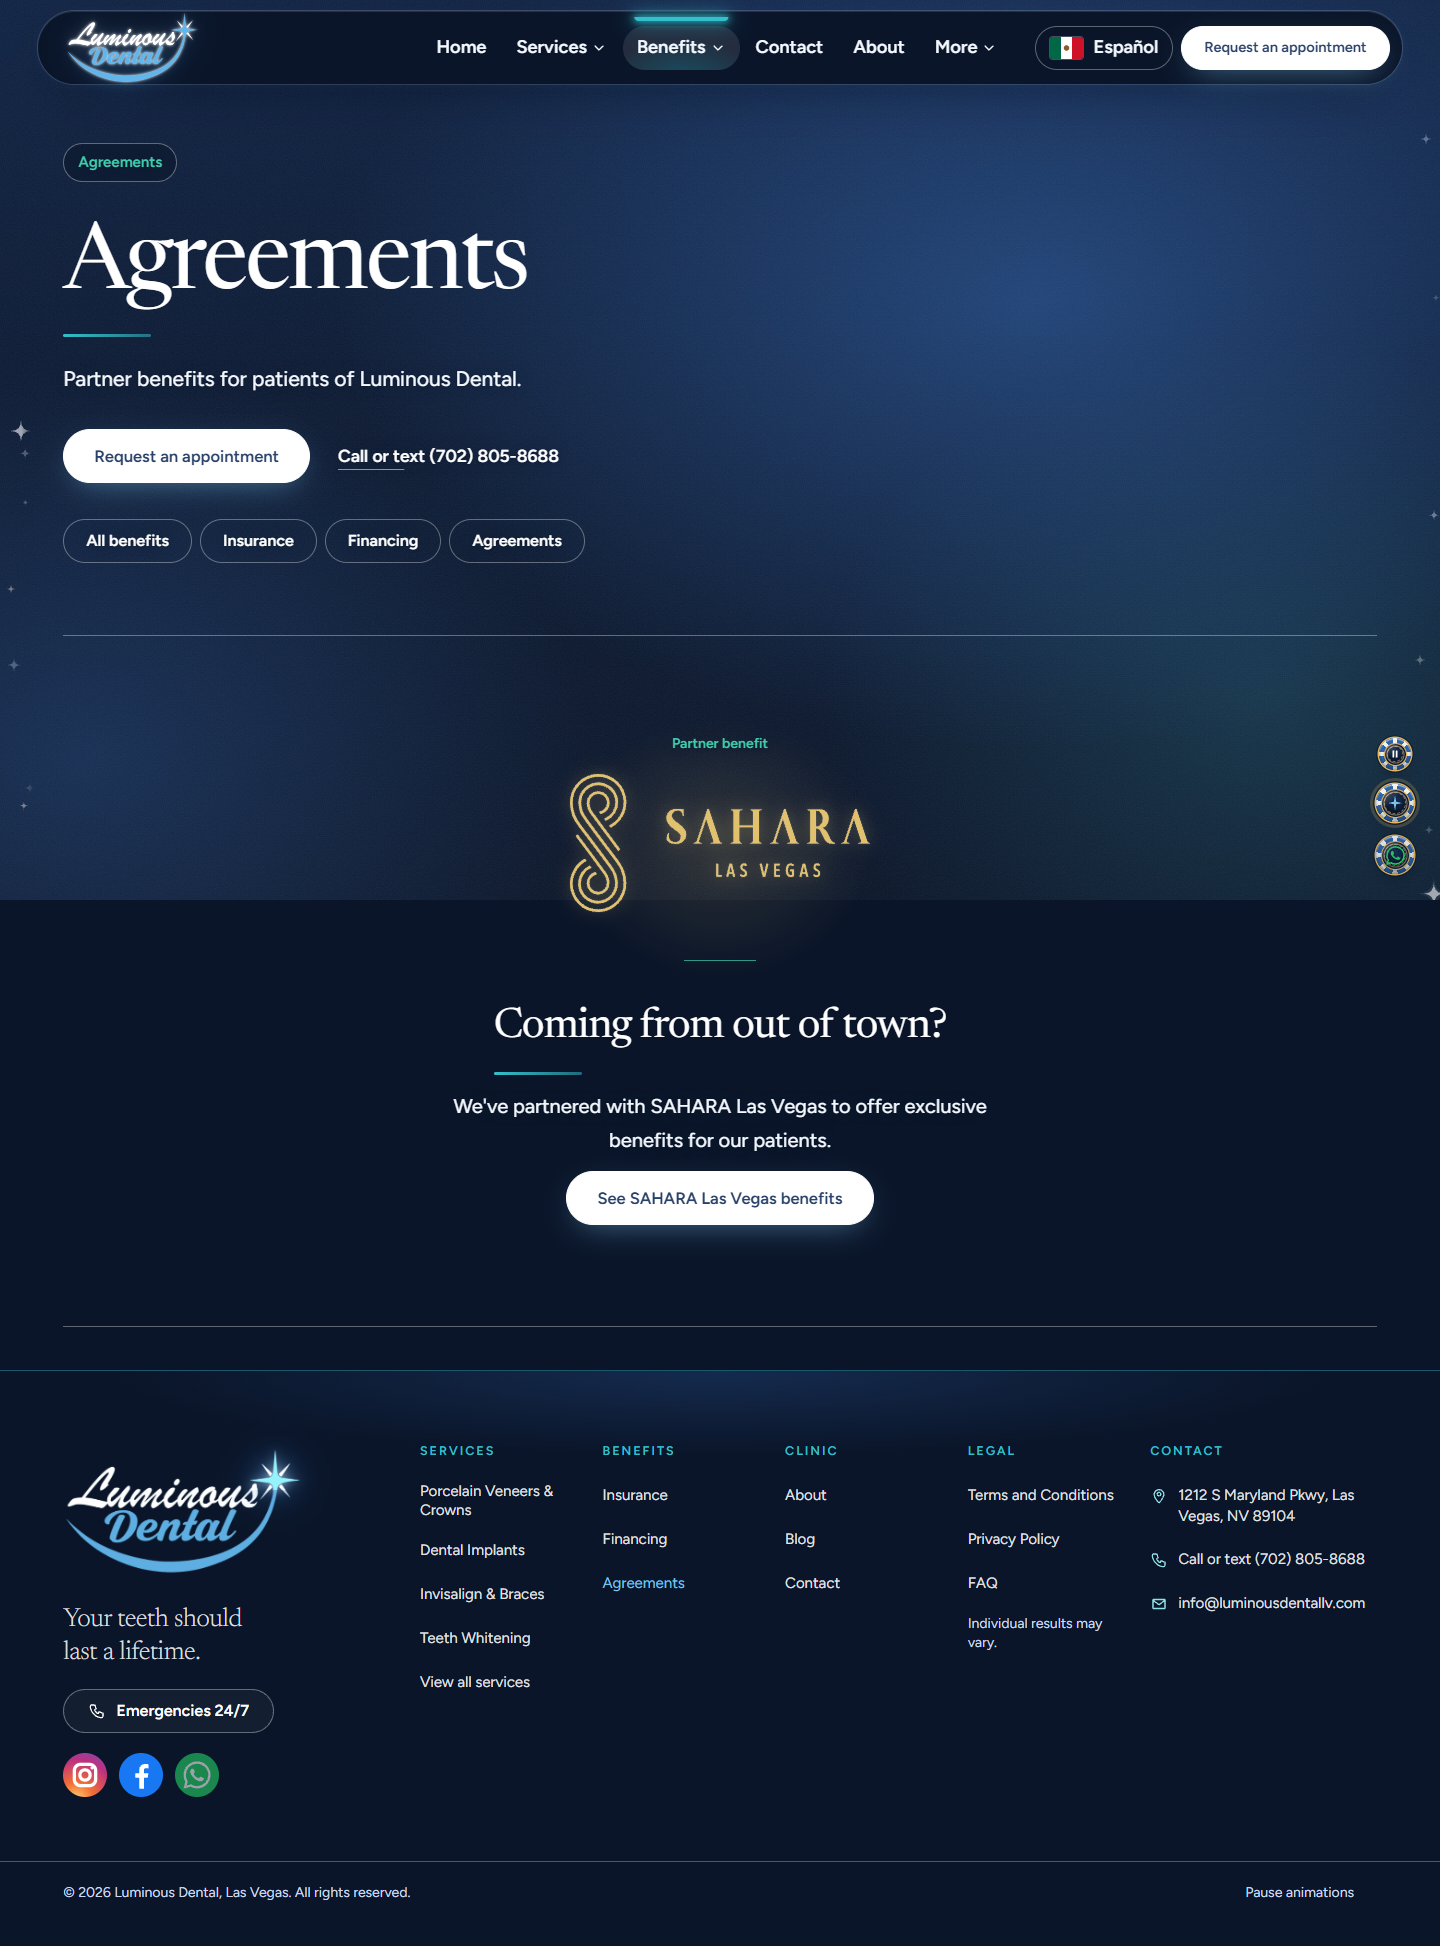 Luminous
Dental
Home
Services
Benefits
Contact
About
More
Español
Request an appointment
Agreements
Agreements
Partner benefits for patients of Luminous Dental.
Request an appointment
Call or text (702) 805-8688
All benefits
Insurance
Financing
Agreements
Partner benefit
SAHARA
LAS VEGAS
Coming from out of town?
We've partnered with SAHARA Las Vegas to offer exclusive
benefits for our patients.
See SAHARA Las Vegas benefits
Luminous
Dental
Your teeth should
last a lifetime.
Emergencies 24/7
SERVICES
Porcelain Veneers &
Crowns
Dental Implants
Invisalign & Braces
Teeth Whitening
View all services
BENEFITS
Insurance
Financing
Agreements
CLINIC
About
Blog
Contact
LEGAL
Terms and Conditions
Privacy Policy
FAQ
Individual results may
vary.
CONTACT
1212 S Maryland Pkwy, Las
Vegas, NV 89104
Call or text (702) 805-8688
info@luminousdentallv.com
© 2026 Luminous Dental, Las Vegas. All rights reserved.
Pause animations